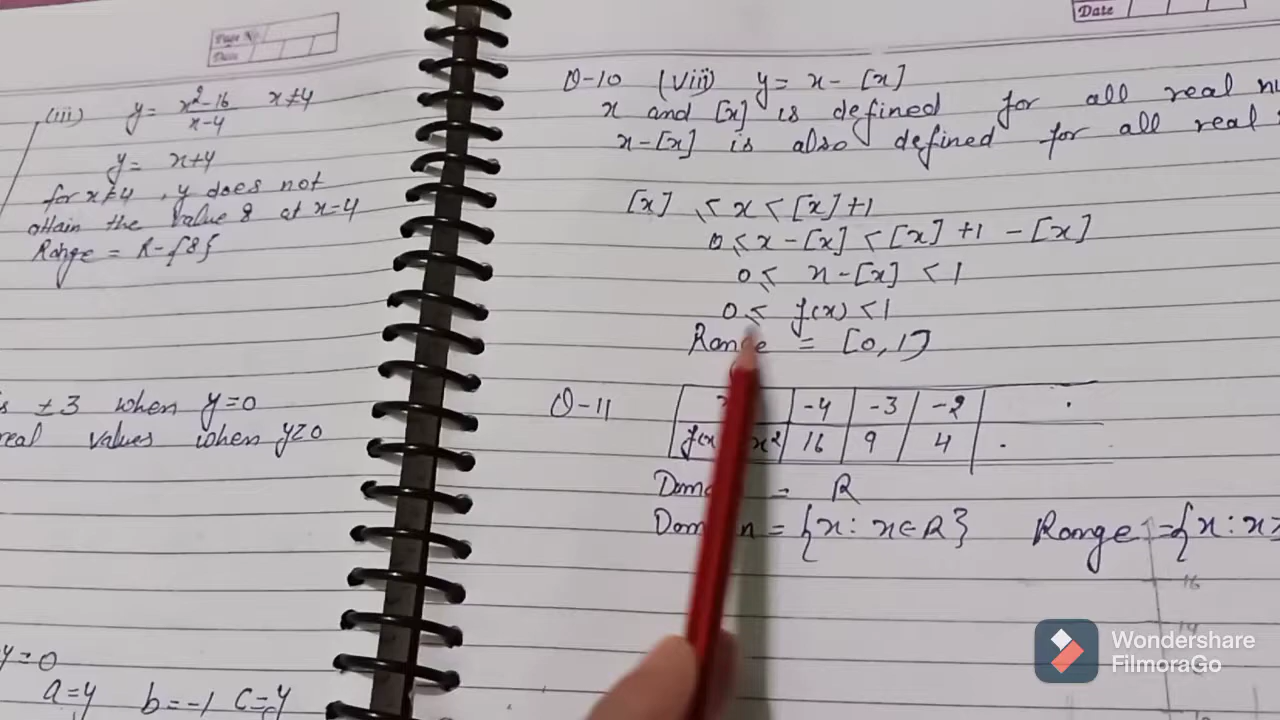 Page No
Date
(iii) y = x²-16/x-4 x≠4
y = x+4
for x≠4, y does not
attain the value 8 at x=4
Range = R-{8}
is ±3 when y=0
real values when y≥0
y=0
a=4 b=-1 c=4
Date
Q-10 (viii) y = x-[x]
x and [x] is defined for all real
x-[x] is also defined for all real
[x] ≤ x < [x]+1
0 ≤ x-[x] < [x]+1-[x]
0 ≤ x-[x] < 1
0 ≤ f(x) < 1
Range = [0, 1)
Q-11 -4 -3 -2 .
f(x) x² 16 9 4 .
= R
Domain = {x: x∈R} Range = {x: x≥
16
14
Wondershare
FilmoraGo